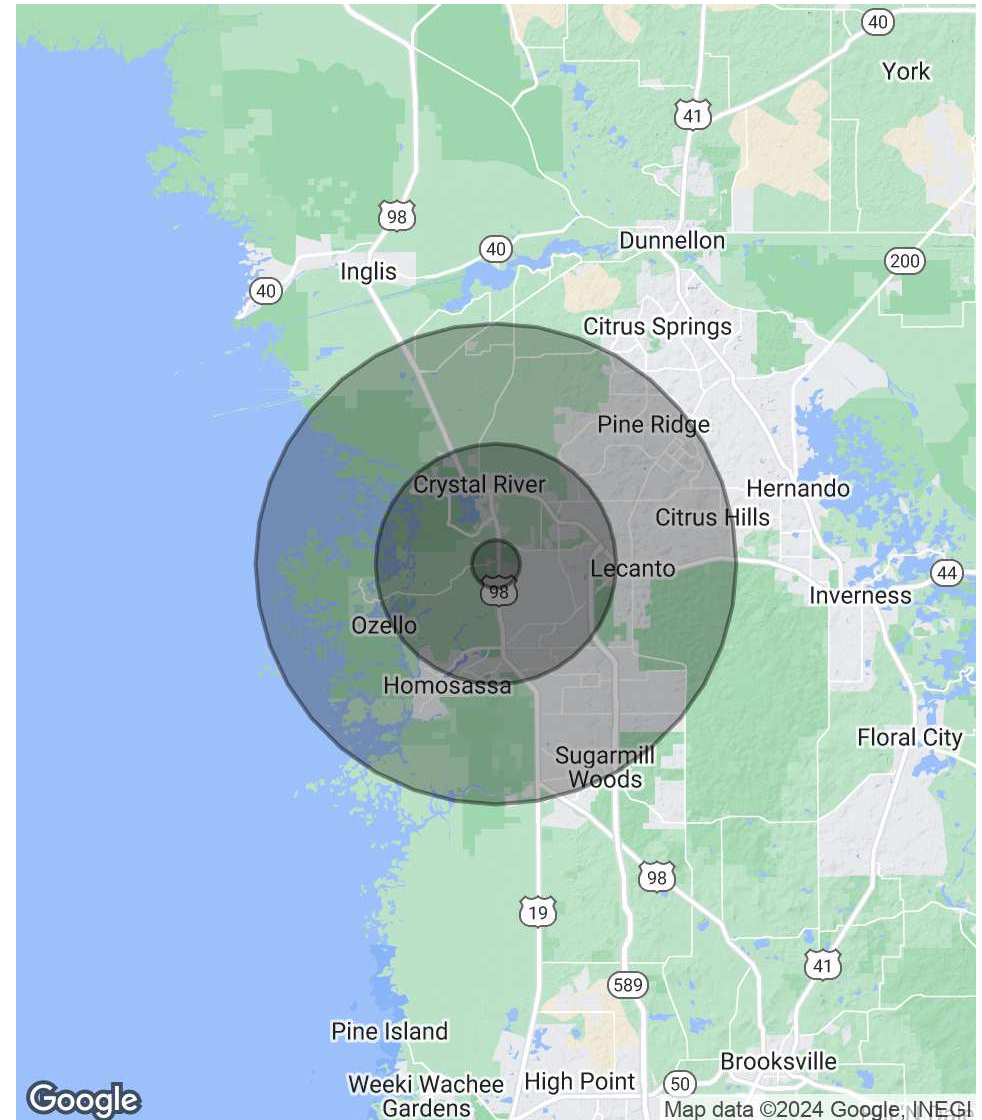 40
York
41
98
40
Dunnellon
200
Inglis
40
Citrus Springs
Pine Ridge
Crystal River
Hernando
Citrus Hills
Lecanto
44
98
Inverness
Ozello
Homosassa
Floral City
Sugarmill
Woods
98
19
41
589
Pine Island
Brooksville
Weeki Wachee
Gardens
High Point
50
Google
Map data ©2024 Google, INEGI